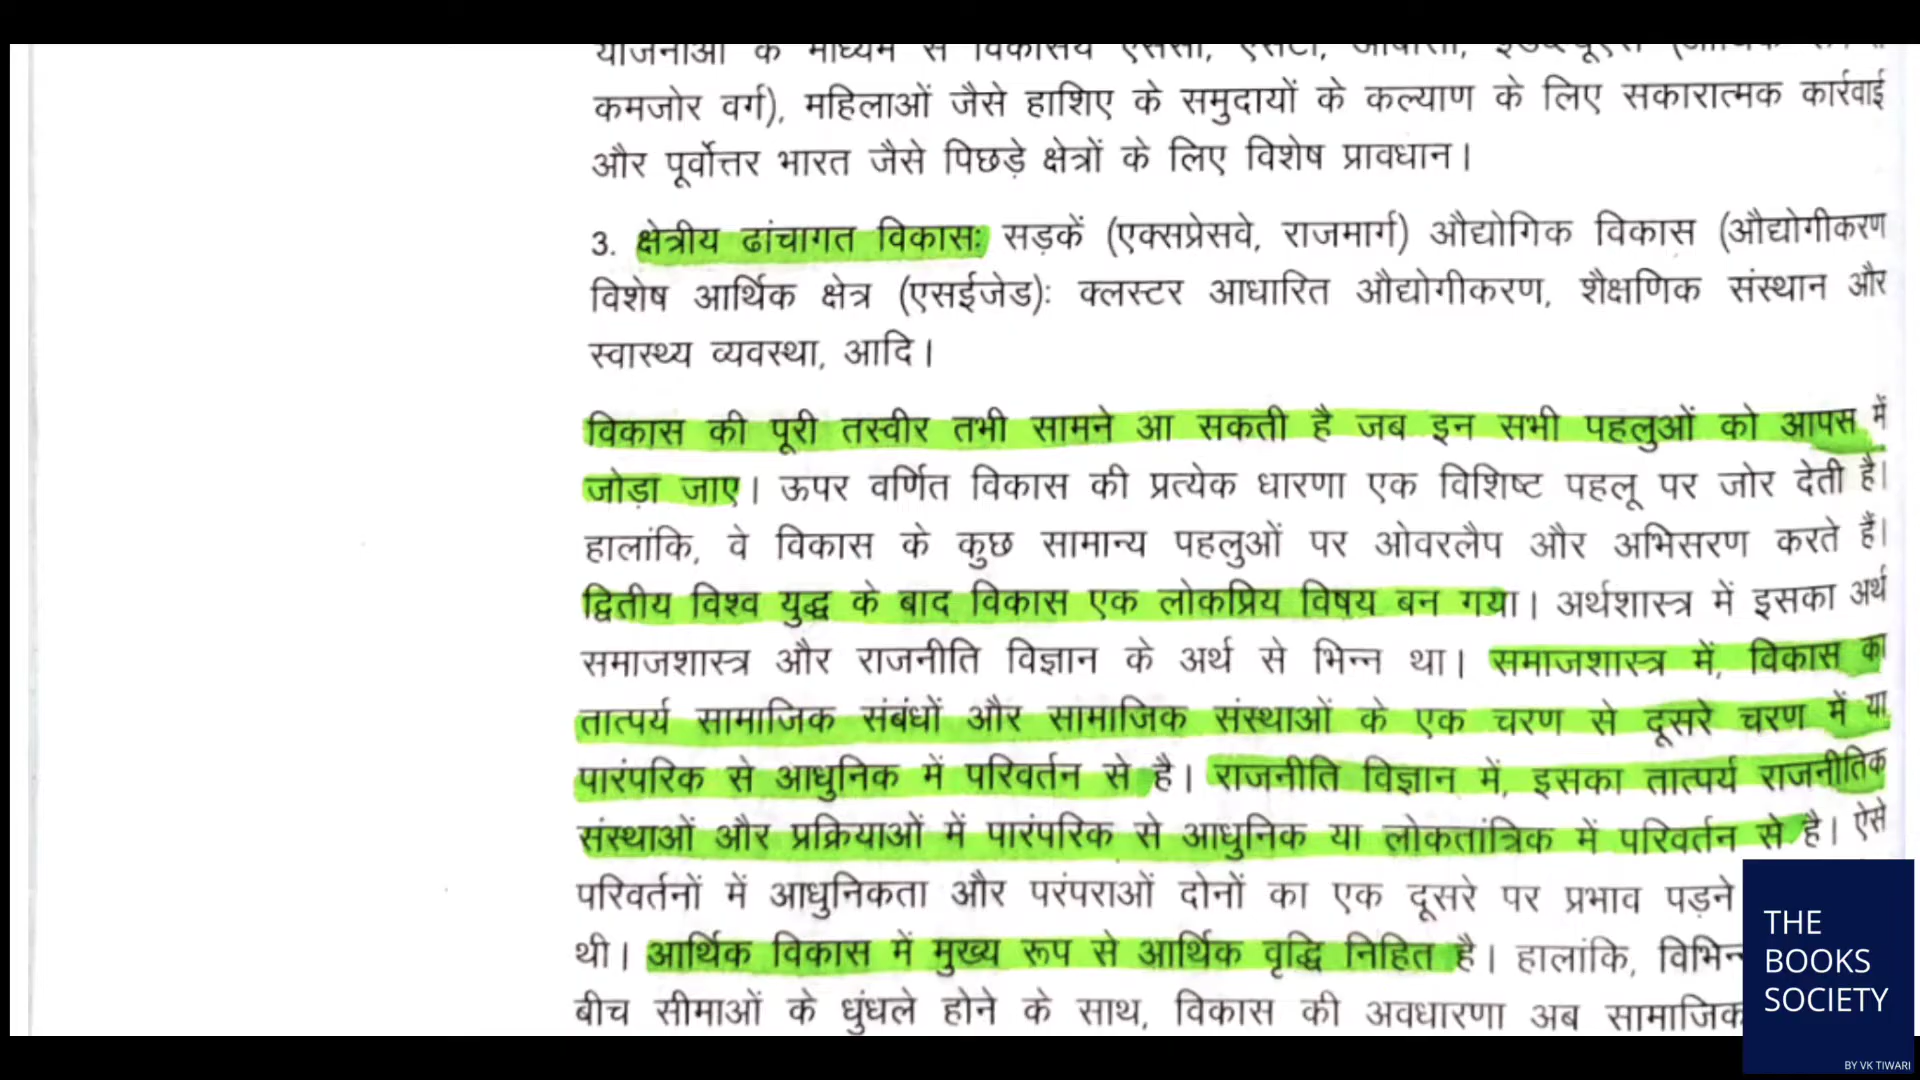 योजनाओं के माध्यम से
कमजोर वर्ग), महिलाओं जैसे हाशिए के समुदायों के कल्याण के लिए सकारात्मक कार्रवाई
और पूर्वोत्तर भारत जैसे पिछड़े क्षेत्रों के लिए विशेष प्रावधान।
3. क्षेत्रीय ढांचागत विकासः सड़कें (एक्सप्रेसवे, राजमार्ग) औद्योगिक विकास (औद्योगीकरण
विशेष आर्थिक क्षेत्र (एसईजेड)ः क्लस्टर आधारित औद्योगीकरण, शैक्षणिक संस्थान और
स्वास्थ्य व्यवस्था, आदि।
विकास की पूरी तस्वीर तभी सामने आ सकती है जब इन सभी पहलुओं को आपस में
जोड़ा जाए। ऊपर वर्णित विकास की प्रत्येक धारणा एक विशिष्ट पहलू पर जोर देती है।
हालांकि, वे विकास के कुछ सामान्य पहलुओं पर ओवरलैप और अभिसरण करते हैं।
द्वितीय विश्व युद्ध के बाद विकास एक लोकप्रिय विषय बन गया। अर्थशास्त्र में इसका अर्थ
समाजशास्त्र और राजनीति विज्ञान के अर्थ से भिन्न था। समाजशास्त्र में, विकास का
तात्पर्य सामाजिक संबंधों और सामाजिक संस्थाओं के एक चरण से दूसरे चरण में या
पारंपरिक से आधुनिक में परिवर्तन से है। राजनीति विज्ञान में, इसका तात्पर्य राजनीतिक
संस्थाओं और प्रक्रियाओं में पारंपरिक से आधुनिक या लोकतांत्रिक में परिवर्तन से है। ऐसे
परिवर्तनों में आधुनिकता और परंपराओं दोनों का एक दूसरे पर प्रभाव पड़ने
थी। आर्थिक विकास में मुख्य रूप से आर्थिक वृद्धि निहित है। हालांकि,
बीच सीमाओं के धुंधले होने के साथ, विकास की अवधारणा अब सामाजिक
THE
BOOKS
SOCIETY
BY VK TIWARI